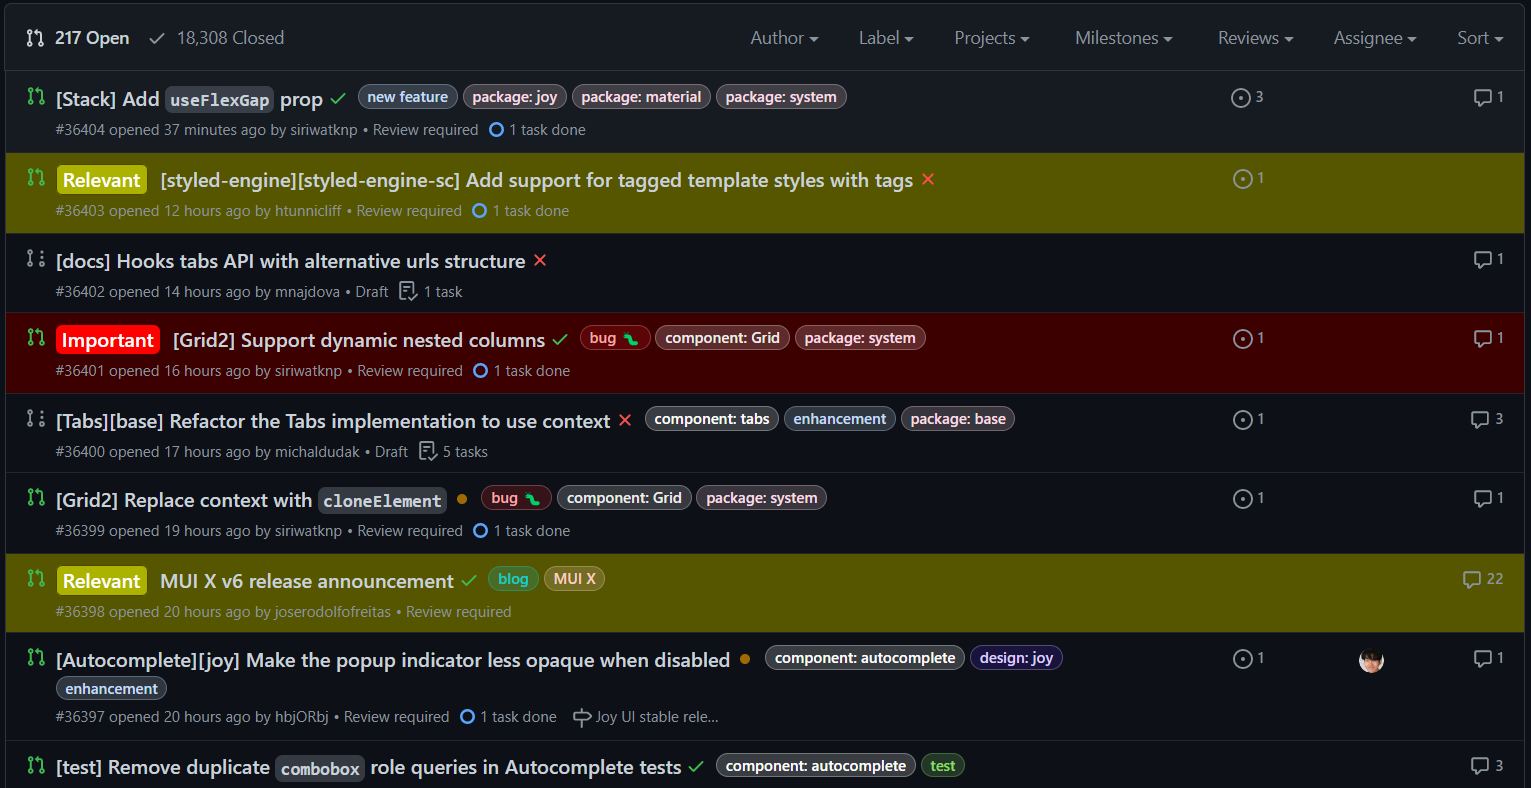 217 Open 18,308 Closed Author Label Projects Milestones Reviews Assignee Sort
[Stack] Add useFlexGap prop new feature package: joy package: material package: system 3 1
#36404 opened 37 minutes ago by siriwatknp • Review required 1 task done
Relevant [styled-engine][styled-engine-sc] Add support for tagged template styles with tags 1
#36403 opened 12 hours ago by htunnicliff • Review required 1 task done
[docs] Hooks tabs API with alternative urls structure 1
#36402 opened 14 hours ago by mnajdova • Draft 1 task
Important [Grid2] Support dynamic nested columns bug 🐛 component: Grid package: system 1 1
#36401 opened 16 hours ago by siriwatknp • Review required 1 task done
[Tabs][base] Refactor the Tabs implementation to use context component: tabs enhancement package: base 1 3
#36400 opened 17 hours ago by michaldudak • Draft 5 tasks
[Grid2] Replace context with cloneElement bug 🐛 component: Grid package: system 1 1
#36399 opened 19 hours ago by siriwatknp • Review required 1 task done
Relevant MUI X v6 release announcement blog MUI X 22
#36398 opened 20 hours ago by joserodolfofreitas • Review required
[Autocomplete][joy] Make the popup indicator less opaque when disabled component: autocomplete design: joy 1 1
enhancement
#36397 opened 20 hours ago by hbjORbj • Review required 1 task done Joy UI stable rele...
[test] Remove duplicate combobox role queries in Autocomplete tests component: autocomplete test 3